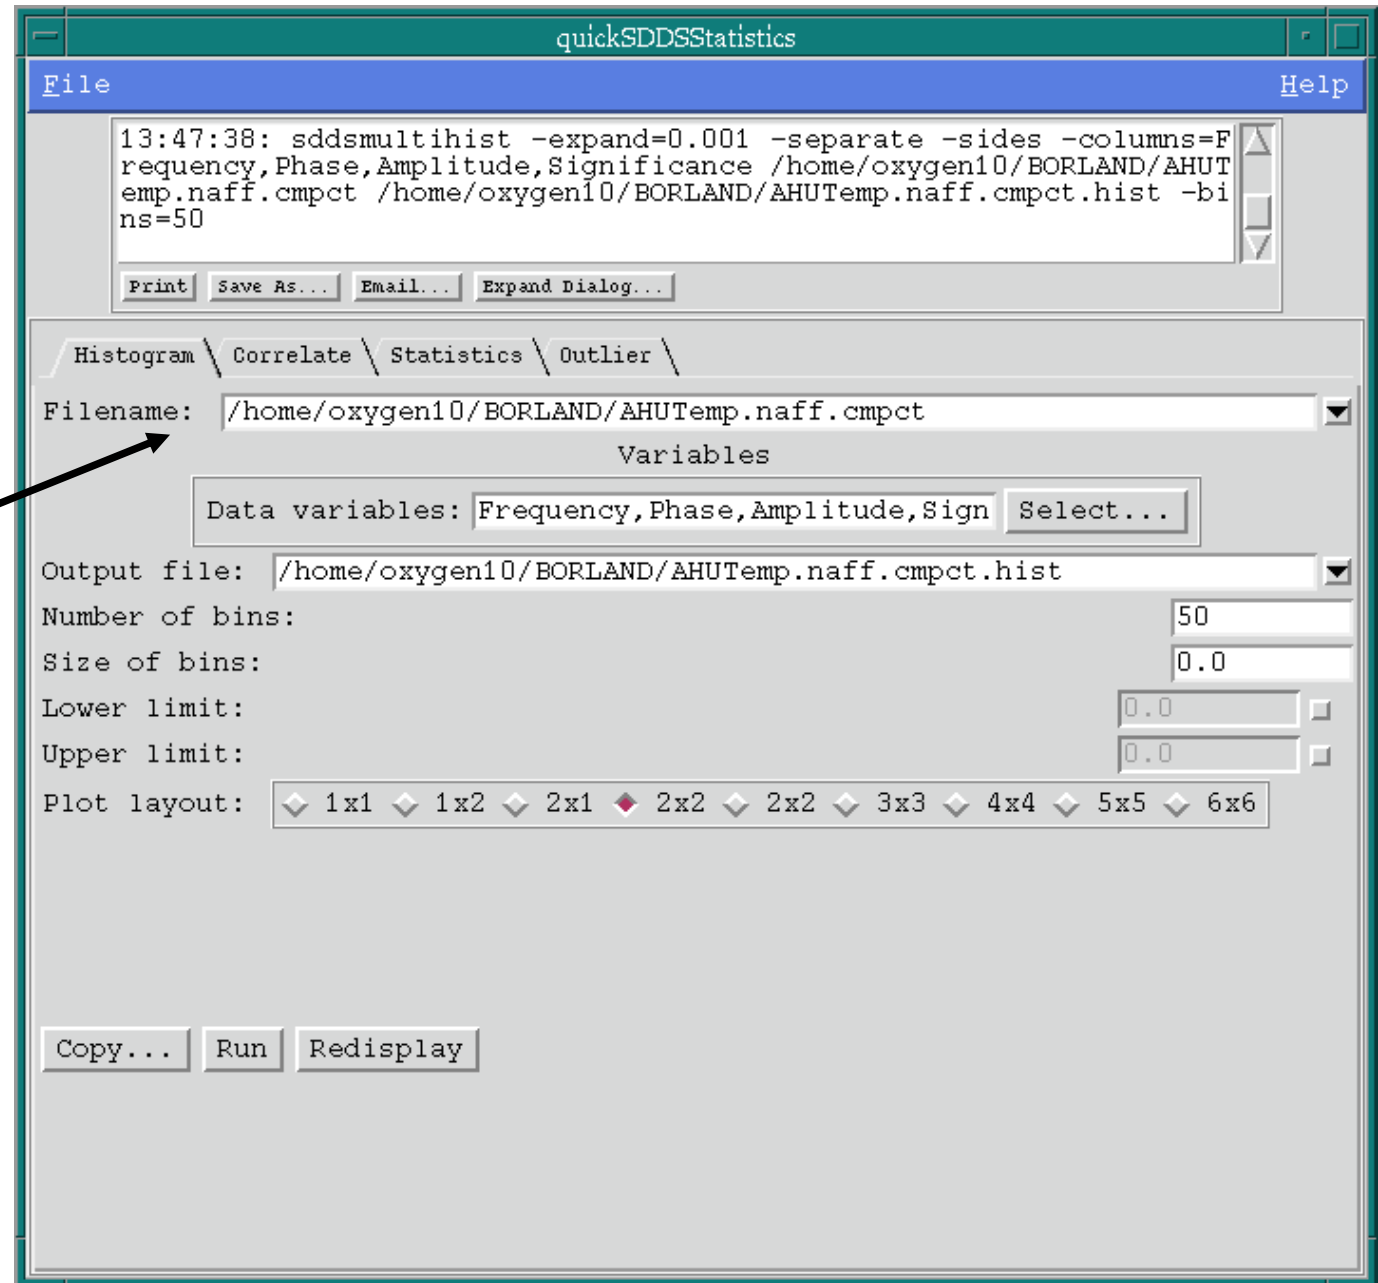 quickSDDSStatistics
File Help
13:47:38: sddsmultihist -expand=0.001 -separate -sides -columns=F
requency,Phase,Amplitude,Significance /home/oxygen10/BORLAND/AHUT
emp.naff.cmpct /home/oxygen10/BORLAND/AHUTemp.naff.cmpct.hist -bi
ns=50
Print Save As... Email... Expand Dialog...
Histogram Correlate Statistics Outlier
Filename: /home/oxygen10/BORLAND/AHUTemp.naff.cmpct
Variables
Data variables: Frequency,Phase,Amplitude,Sign Select...
Output file: /home/oxygen10/BORLAND/AHUTemp.naff.cmpct.hist
Number of bins: 50
Size of bins: 0.0
Lower limit: 0.0
Upper limit: 0.0
Plot layout: 1x1 1x2 2x1 2x2 2x2 3x3 4x4 5x5 6x6
Copy... Run Redisplay